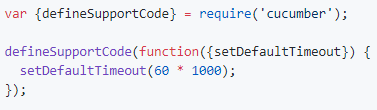 var {defineSupportCode} = require('cucumber');
defineSupportCode(function({setDefaultTimeout}) {
  setDefaultTimeout(60 * 1000);
});